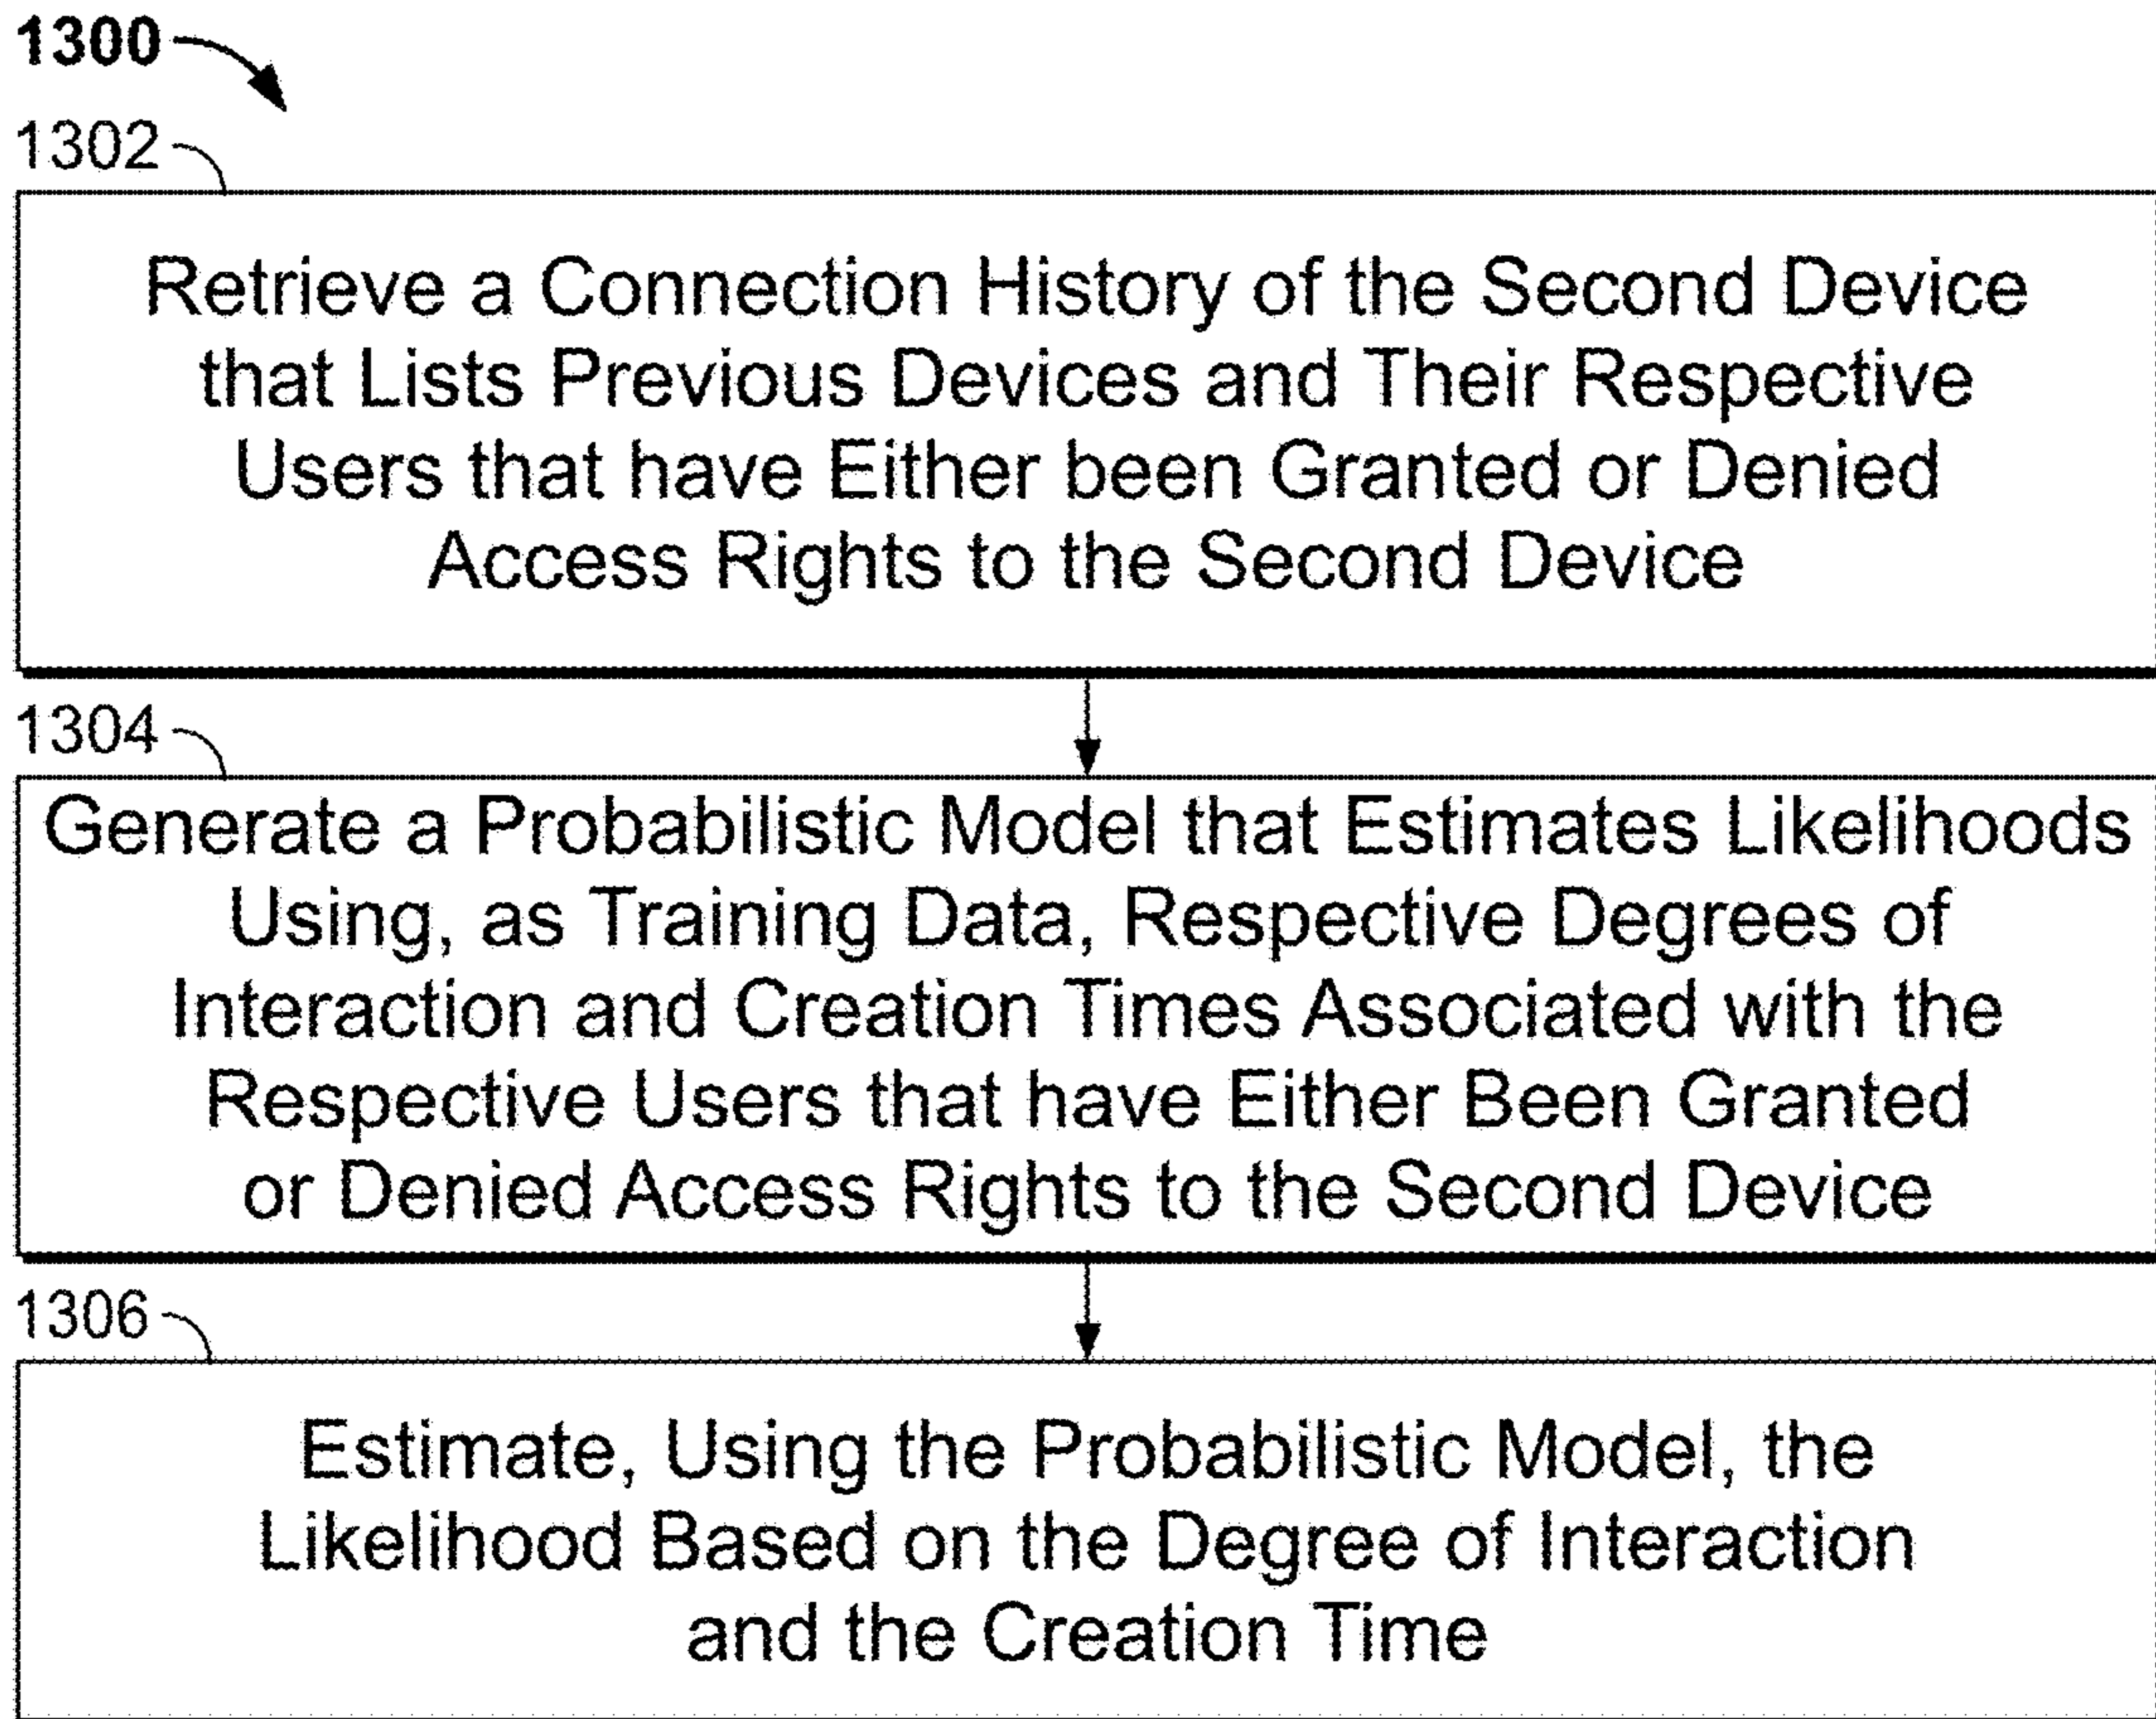 1300
1302
Retrieve a Connection History of the Second Device
that Lists Previous Devices and Their Respective
Users that have Either been Granted or Denied
Access Rights to the Second Device
1304
Generate a Probabilistic Model that Estimates Likelihoods
Using, as Training Data, Respective Degrees of
Interaction and Creation Times Associated with the
Respective Users that have Either Been Granted
or Denied Access Rights to the Second Device
1306
Estimate, Using the Probabilistic Model, the
Likelihood Based on the Degree of Interaction
and the Creation Time